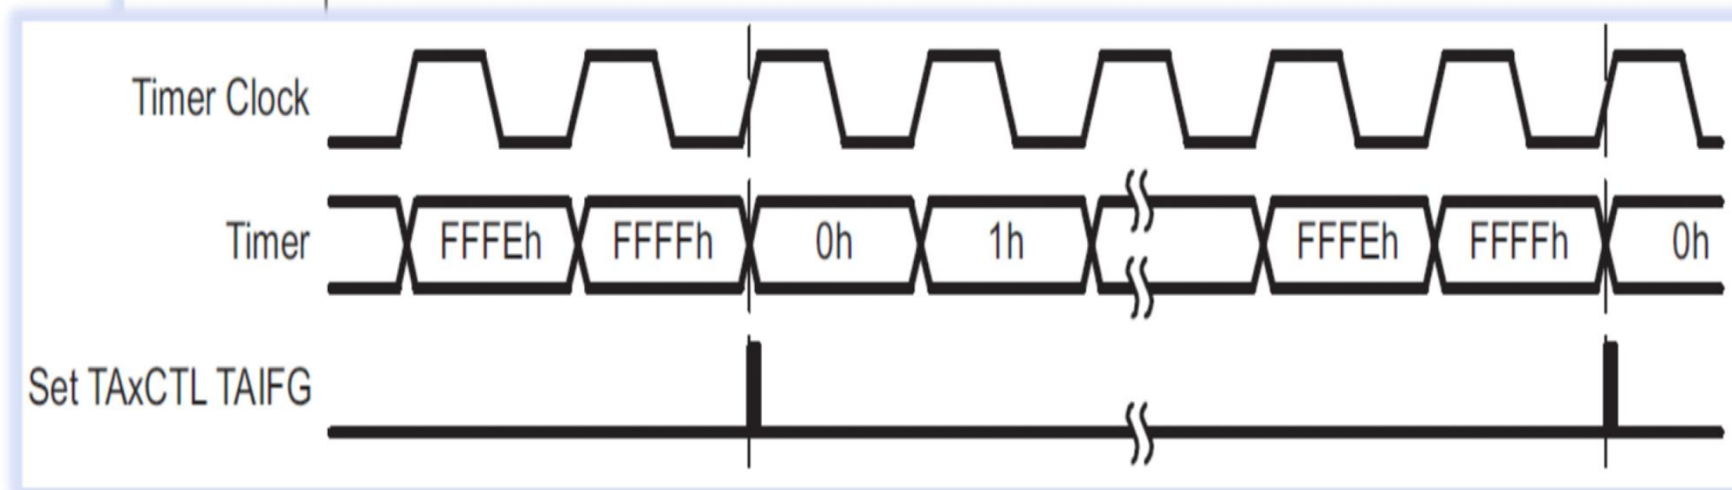 Timer Clock
Timer FFFEh FFFFh 0h 1h FFFEh FFFFh 0h
Set TAxCTL TAIFG